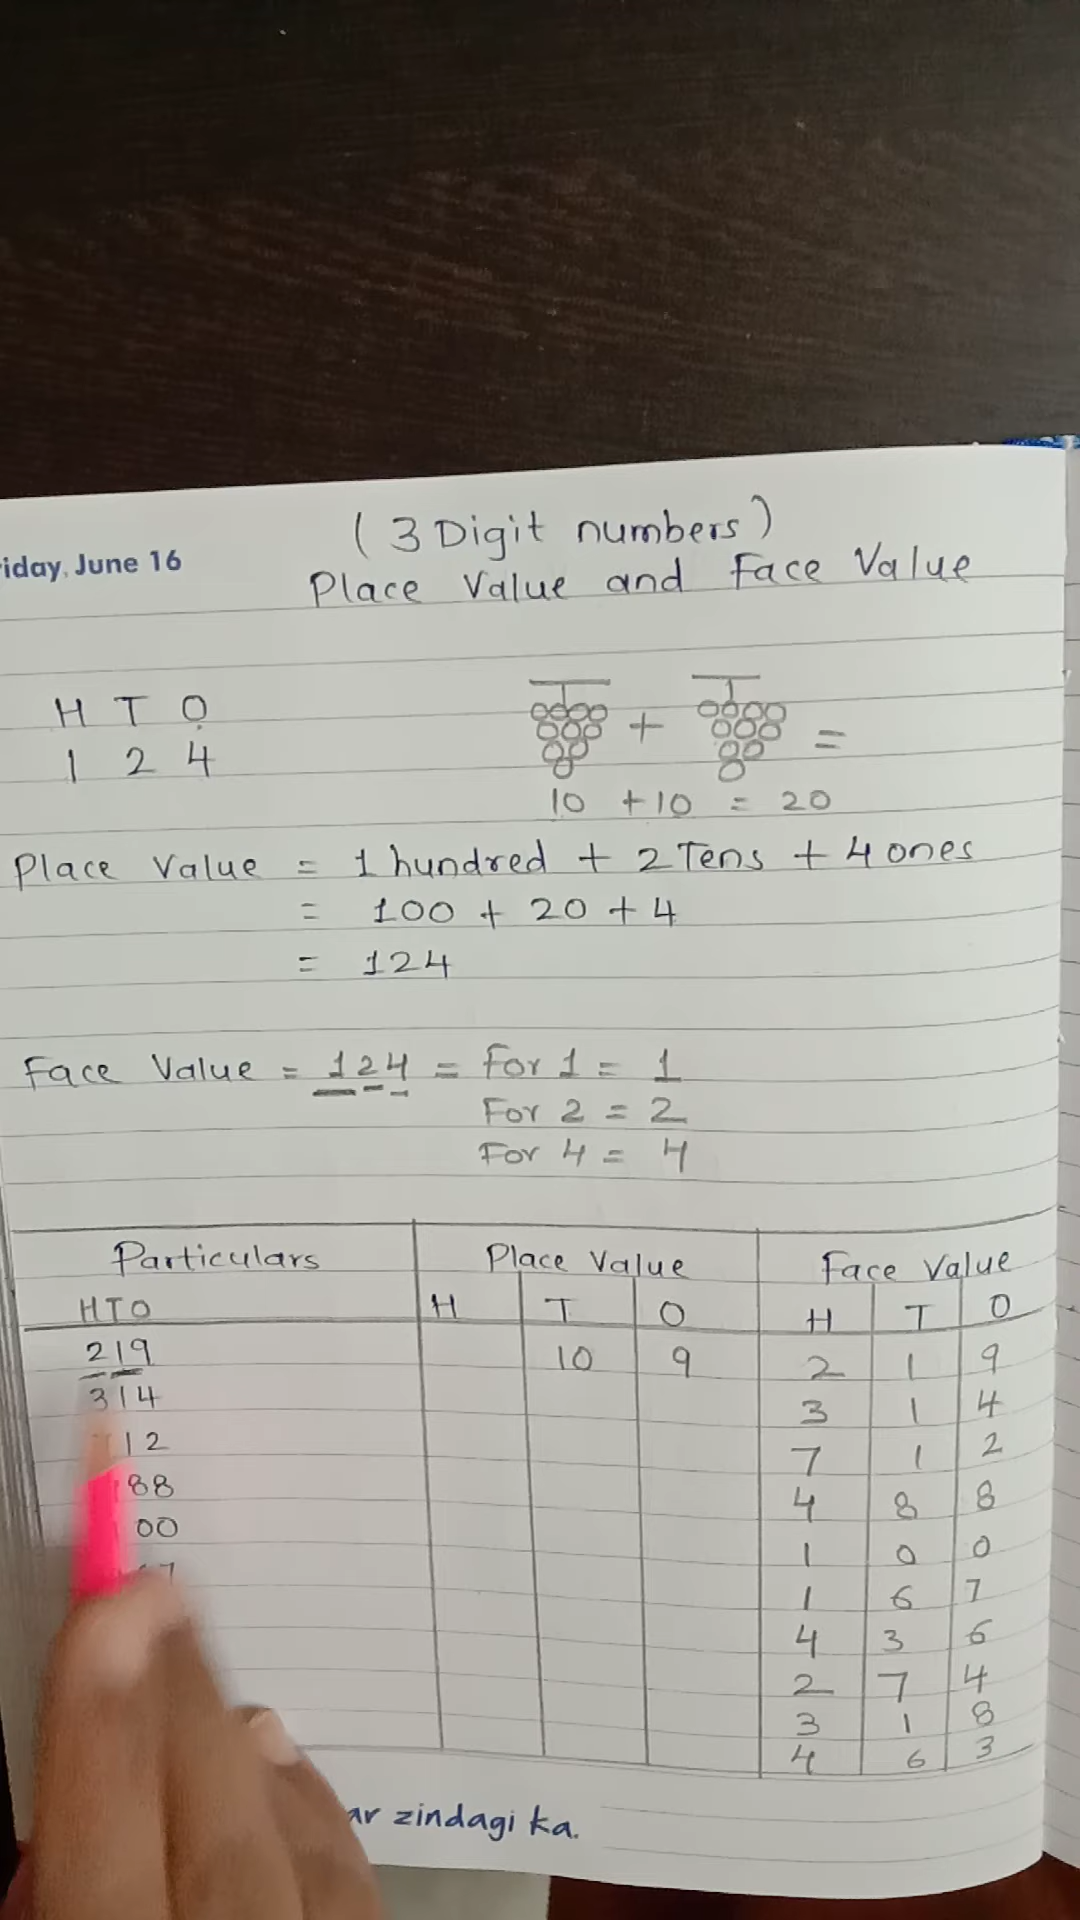 ( 3 Digit numbers )
riday, June 16
Place Value and Face Value
H T O
1 2 4
+ =
10 + 10 = 20
Place Value = 1 hundred + 2 Tens + 4 ones
= 100 + 20 + 4
= 124
Face Value = 124 = For 1 = 1
For 2 = 2
For 4 = 4
Particulars Place Value Face Value
HTO H T O H T O
219 10 9 2 1 9
314 3 1 4
12 7 1 2
88 4 8 8
00 1 0 0
7 1 6 7
4 3 6
2 7 4
3 1 8
4 6 3
ar zindagi ka.